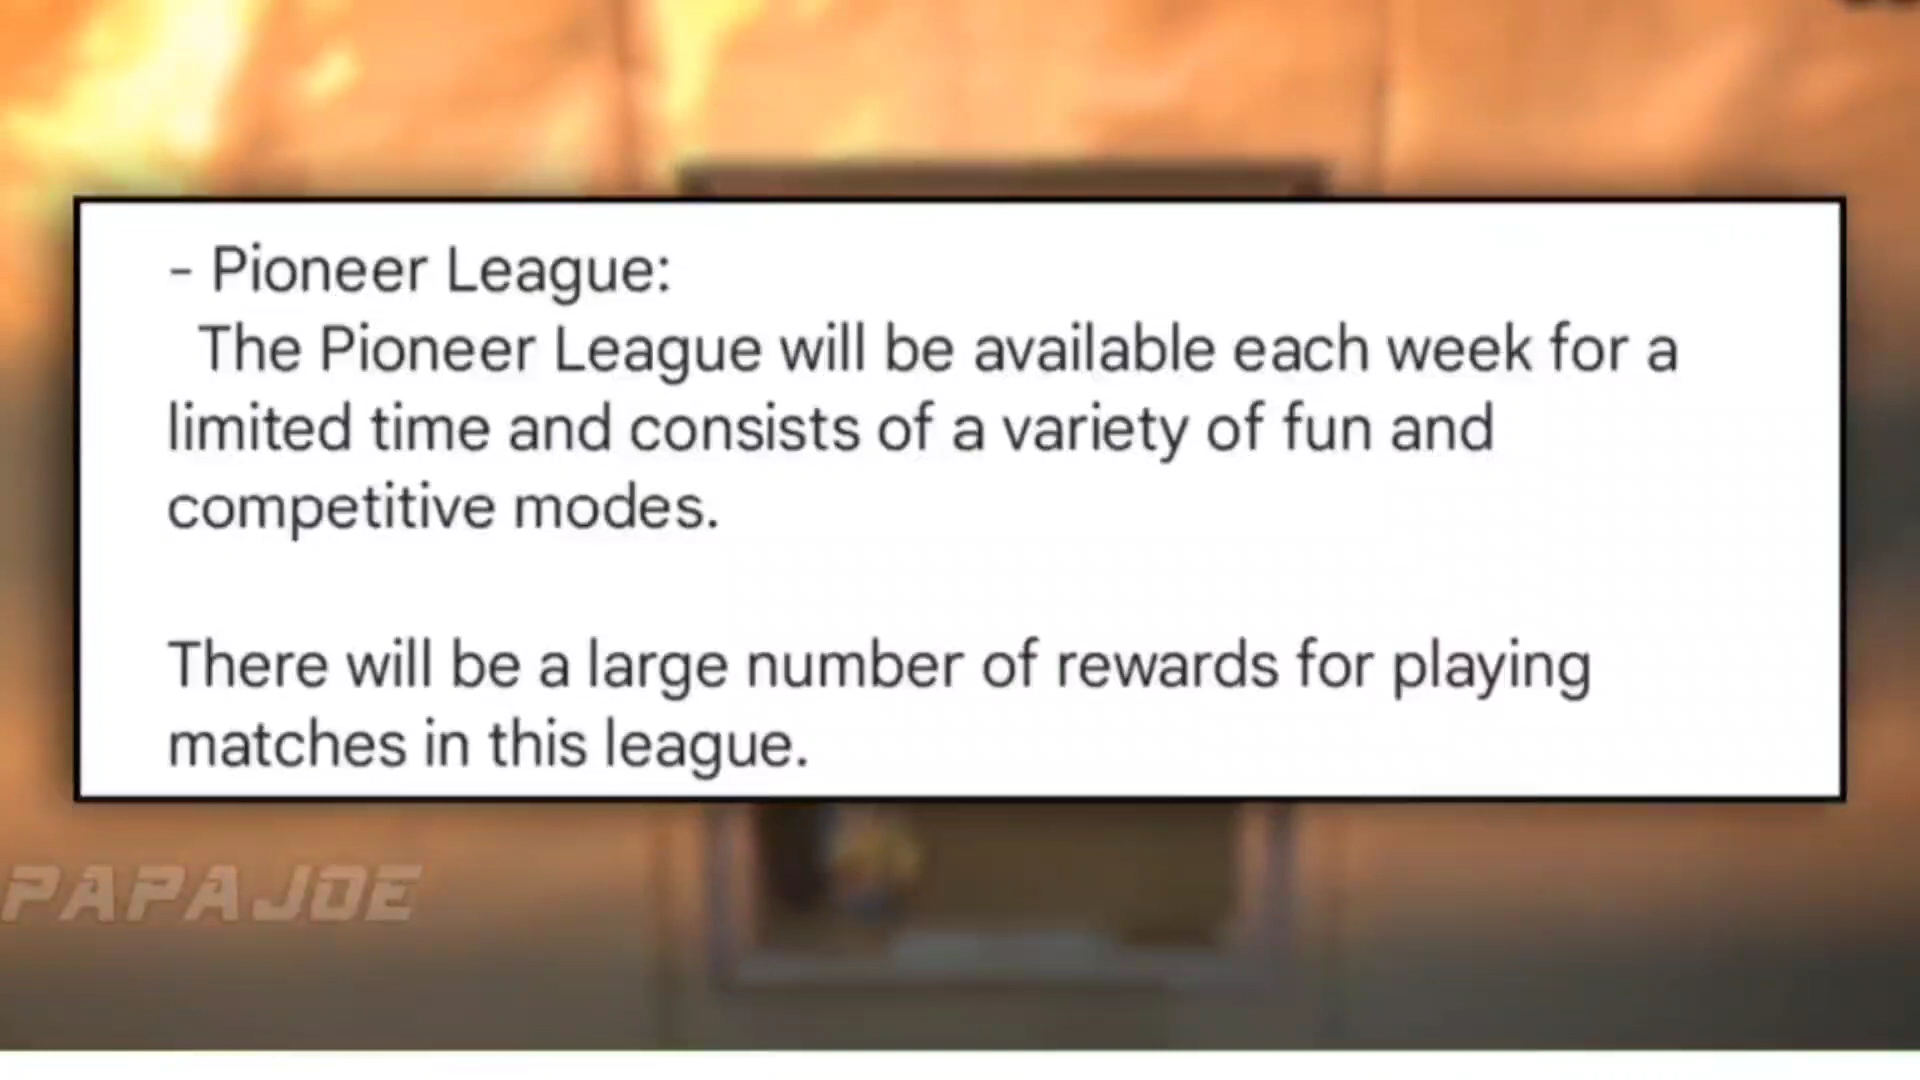 - Pioneer League:
The Pioneer League will be available each week for a
limited time and consists of a variety of fun and
competitive modes.
There will be a large number of rewards for playing
matches in this league.
PAPAJOE